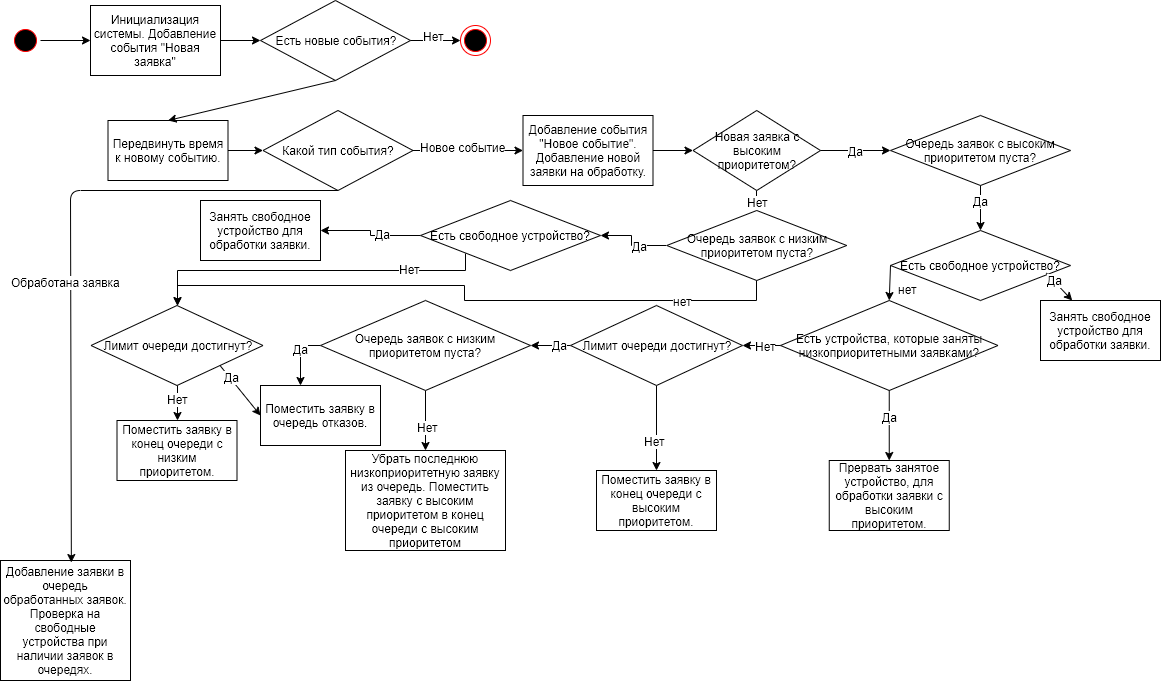 Инициализация
системы. Добавление
события "Новая
заявка"
Есть новые события?
Нет
Передвинуть время
к новому событию.
Какой тип события?
Новое событие
Добавление события
"Новое событие".
Добавление новой
заявки на обработку.
Новая заявка с
высоким
приоритетом?
Да
Очередь заявок с высоким
приоритетом пуста?
Нет
Да
Занять свободное
устройство для
обработки заявки.
Да
Есть свободное устройство?
Да
Очередь заявок с низким
приоритетом пуста?
Есть свободное устройство?
Да
Нет
Обработана заявка
нет
нет
Занять свободное
устройство для
обработки заявки.
Лимит очереди достигнут?
Да
Очередь заявок с низким
приоритетом пуста?
Да
Лимит очереди достигнут?
Нет
Есть устройства, которые заняты
низкоприоритетными заявками?
Да
Нет
Поместить заявку в
очередь отказов.
Нет
Нет
Да
Поместить заявку в
конец очереди с
низким
приоритетом.
Убрать последнюю
низкоприоритетную заявку
из очередь. Поместить
заявку с высоким
приоритетом в конец
очереди с высоким
приоритетом
Поместить заявку в
конец очереди с
высоким
приоритетом.
Прервать занятое
устройство, для
обработки заявки с
высоким
приоритетом.
Добавление заявки в
очередь
обработанных заявок.
Проверка на
свободные
устройства при
наличии заявок в
очередях.